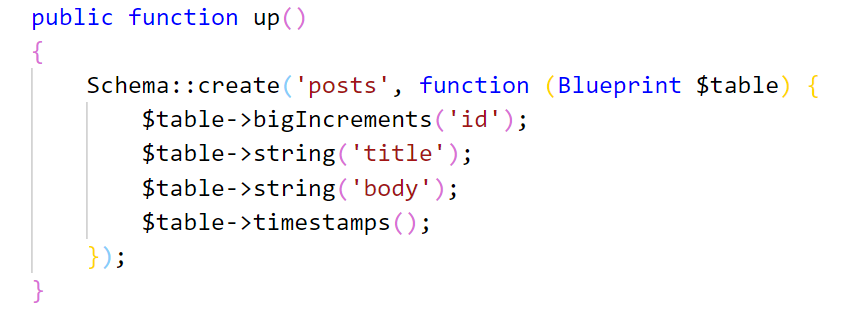 public function up()
{
    Schema::create('posts', function (Blueprint $table) {
        $table->bigIncrements('id');
        $table->string('title');
        $table->string('body');
        $table->timestamps();
    });
}